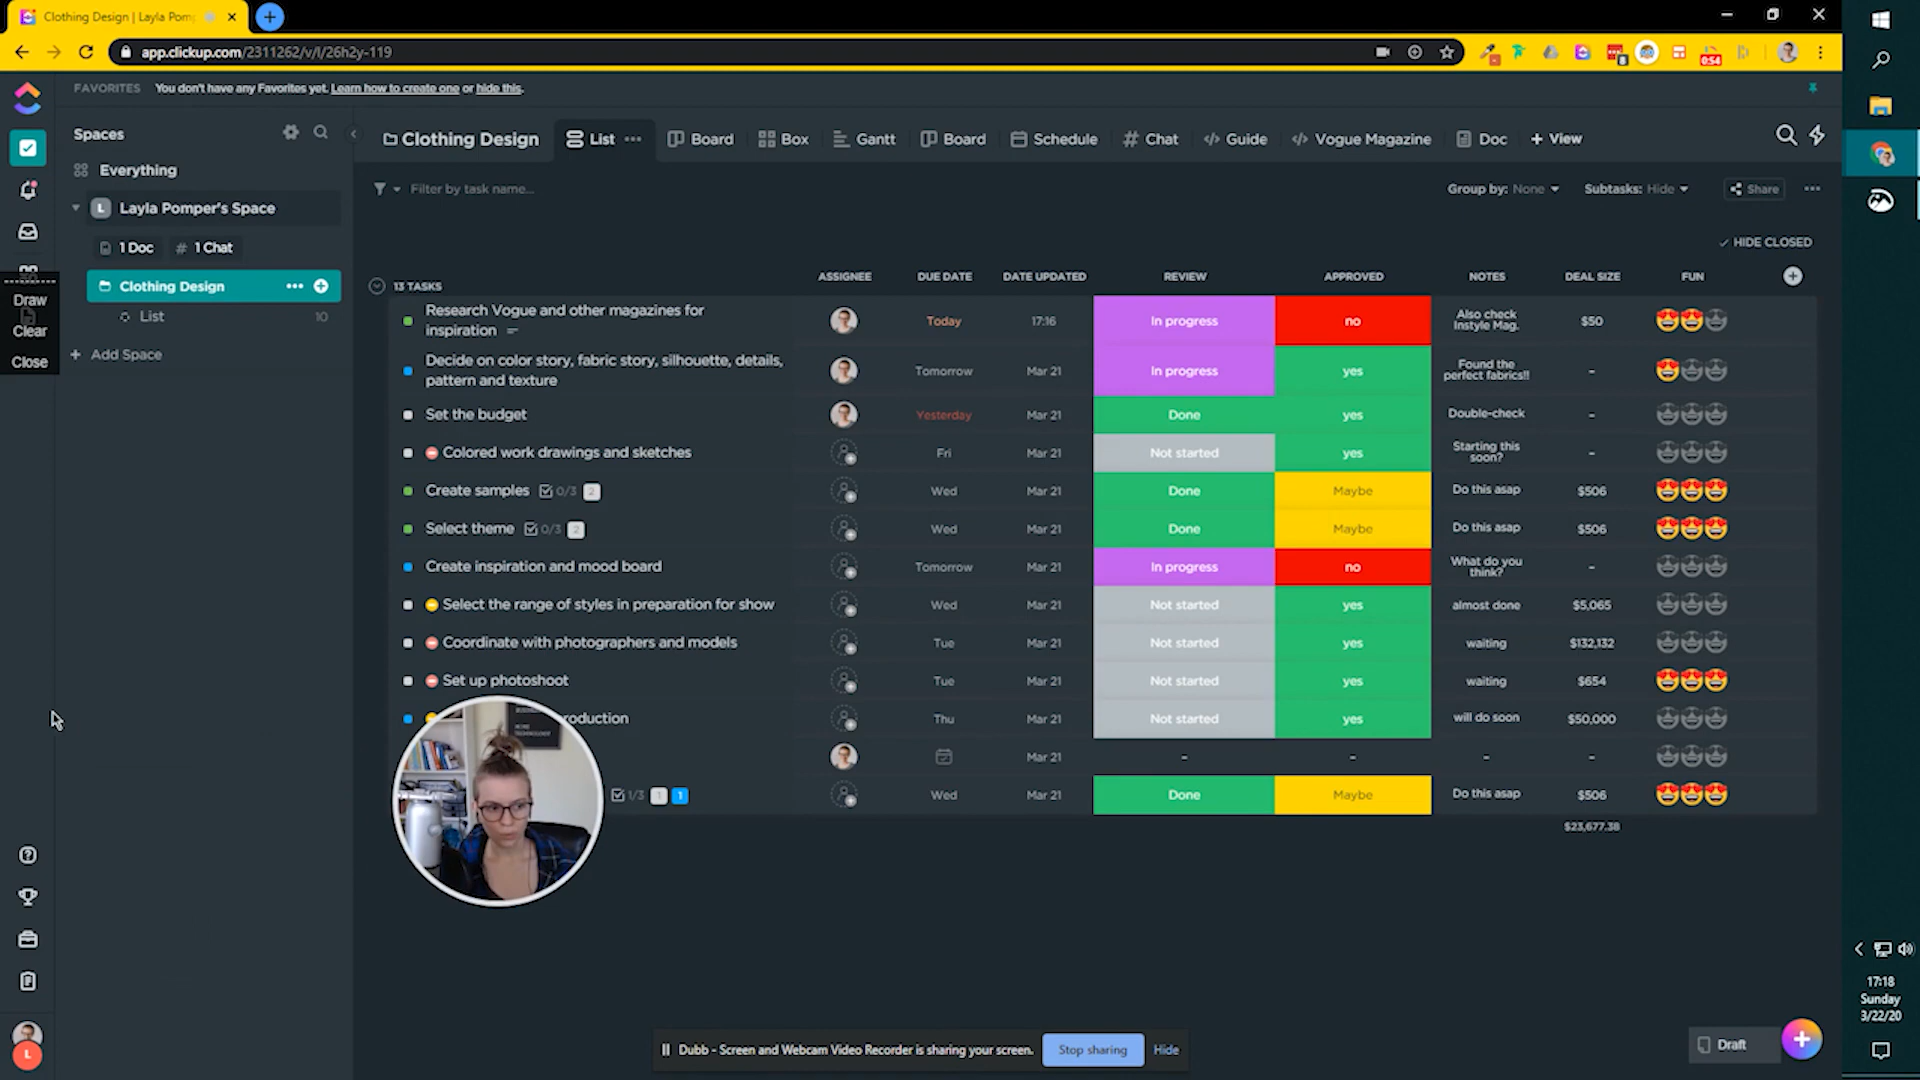 Clothing Design | Layla Pomp
app.clickup.com/2311262/v/l/26h2y-119
0:54
FAVORITES You don't have any Favorites yet. Learn how to create one or hide this.
Spaces
Everything
L Layla Pomper's Space
1 Doc # 1 Chat
Clothing Design
List 10
+ Add Space
Draw
Clear
Close
Clothing Design List Board Box Gantt Board Schedule # Chat </> Guide </> Vogue Magazine Doc + View
Filter by task name...
Group by: None Subtasks: Hide Share
HIDE CLOSED
13 TASKS ASSIGNEE DUE DATE DATE UPDATED REVIEW APPROVED NOTES DEAL SIZE FUN
Research Vogue and other magazines for
inspiration
Today 17:16 In progress no
Also check
Instyle Mag.
$50
Decide on color story, fabric story, silhouette, details,
pattern and texture
Tomorrow Mar 21 In progress yes
Found the
perfect fabrics!!
-
Set the budget Yesterday Mar 21 Done yes Double-check -
Colored work drawings and sketches Fri Mar 21 Not started yes
Starting this
soon?
-
Create samples 0/3 2 Wed Mar 21 Done Maybe Do this asap $506
Select theme 0/3 2 Wed Mar 21 Done Maybe Do this asap $506
Create inspiration and mood board Tomorrow Mar 21 In progress no
What do you
think?
-
Select the range of styles in preparation for show Wed Mar 21 Not started yes almost done $5,065
Coordinate with photographers and models Tue Mar 21 Not started yes waiting $132,132
Set up photoshoot Tue Mar 21 Not started yes waiting $654
roduction Thu Mar 21 Not started yes will do soon $50,000
Mar 21 - - - -
1/3 1 1 Wed Mar 21 Done Maybe Do this asap $506
$23,677.38
L
Dubb - Screen and Webcam Video Recorder is sharing your screen. Stop sharing Hide
Draft
17:18
Sunday
3/22/20